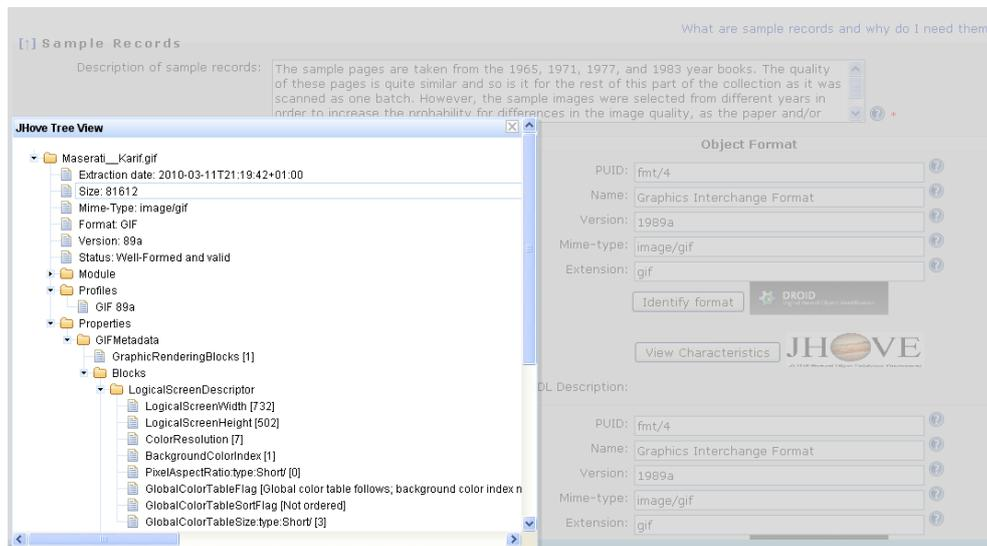 What are sample records and why do I need them
[↑] Sample Records
Description of sample records:
The sample pages are taken from the 1965, 1971, 1977, and 1983 year books. The quality
of these pages is quite similar and so is it for the rest of this part of the collection as it was
scanned as one batch. However, the sample images were selected from different years in
order to increase the probability for differences in the image quality, as the paper and/or
*
JHove Tree View
Maserati__Karif.gif
Extraction date: 2010-03-11T21:19:42+01:00
Size: 81612
Mime-Type: image/gif
Format: GIF
Version: 89a
Status: Well-Formed and valid
Module
Profiles
GIF 89a
Properties
GIFMetadata
GraphicRenderingBlocks [1]
Blocks
LogicalScreenDescriptor
LogicalScreenWidth [732]
LogicalScreenHeight [502]
ColorResolution [7]
BackgroundColorIndex [1]
PixelAspectRatio:type:Short/ [0]
GlobalColorTableFlag [Global color table follows; background color index n
GlobalColorTableSortFlag [Not ordered]
GlobalColorTableSize:type:Short/ [3]
Object Format
PUID: fmt/4
Name: Graphics Interchange Format
Version: 1989a
Mime-type: image/gif
Extension: gif
Identify format
DROID
View Characteristics
JHOVE
DL Description:
PUID: fmt/4
Name: Graphics Interchange Format
Version: 1989a
Mime-type: image/gif
Extension: gif